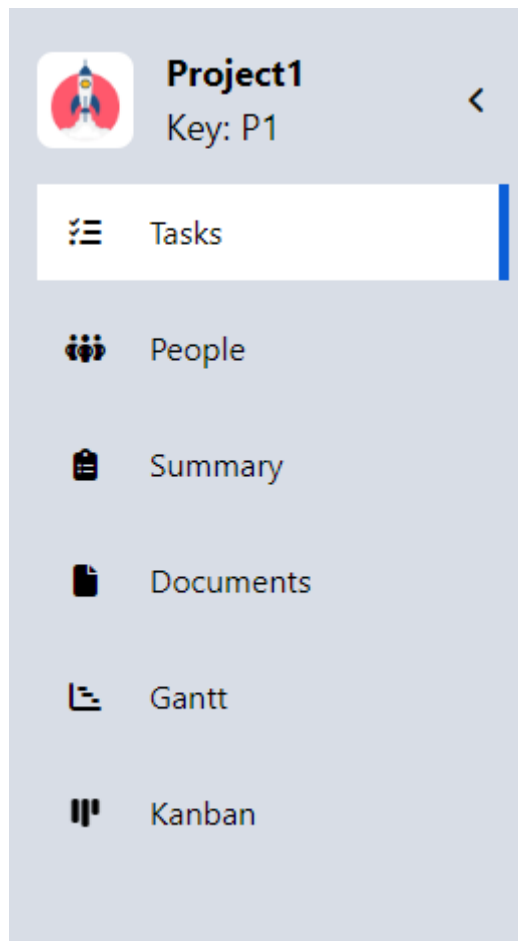 Project1
Key: P1
Tasks
People
Summary
Documents
Gantt
Kanban